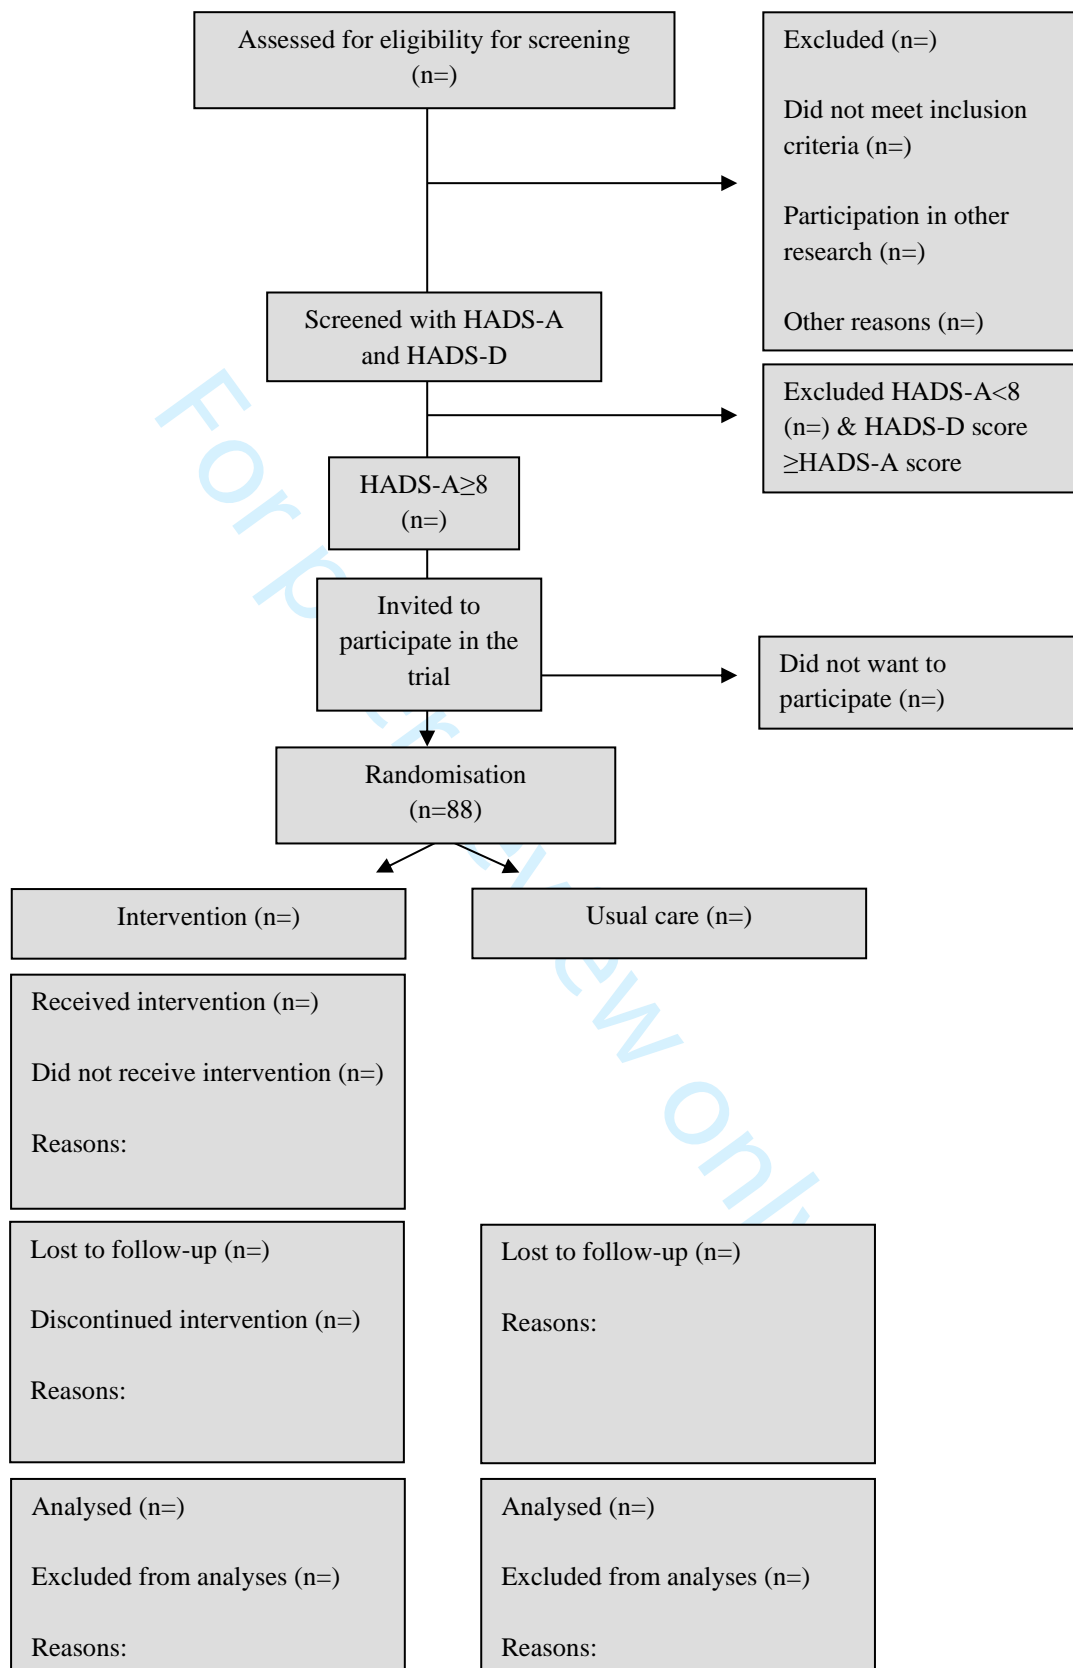 Assessed for eligibility for screening
(n=)
Excluded (n=)
Did not meet inclusion
criteria (n=)
Participation in other
research (n=)
Other reasons (n=)
Screened with HADS-A
and HADS-D
Excluded HADS-A<8
(n=) & HADS-D score
≥HADS-A score
HADS-A≥8
(n=)
Invited to
participate in the
trial
Did not want to
participate (n=)
Randomisation
(n=88)
Intervention (n=)
Usual care (n=)
Received intervention (n=)
Did not receive intervention (n=)
Reasons:
Lost to follow-up (n=)
Discontinued intervention (n=)
Reasons:
Lost to follow-up (n=)
Reasons:
Analysed (n=)
Excluded from analyses (n=)
Reasons:
Analysed (n=)
Excluded from analyses (n=)
Reasons:
For peer review only